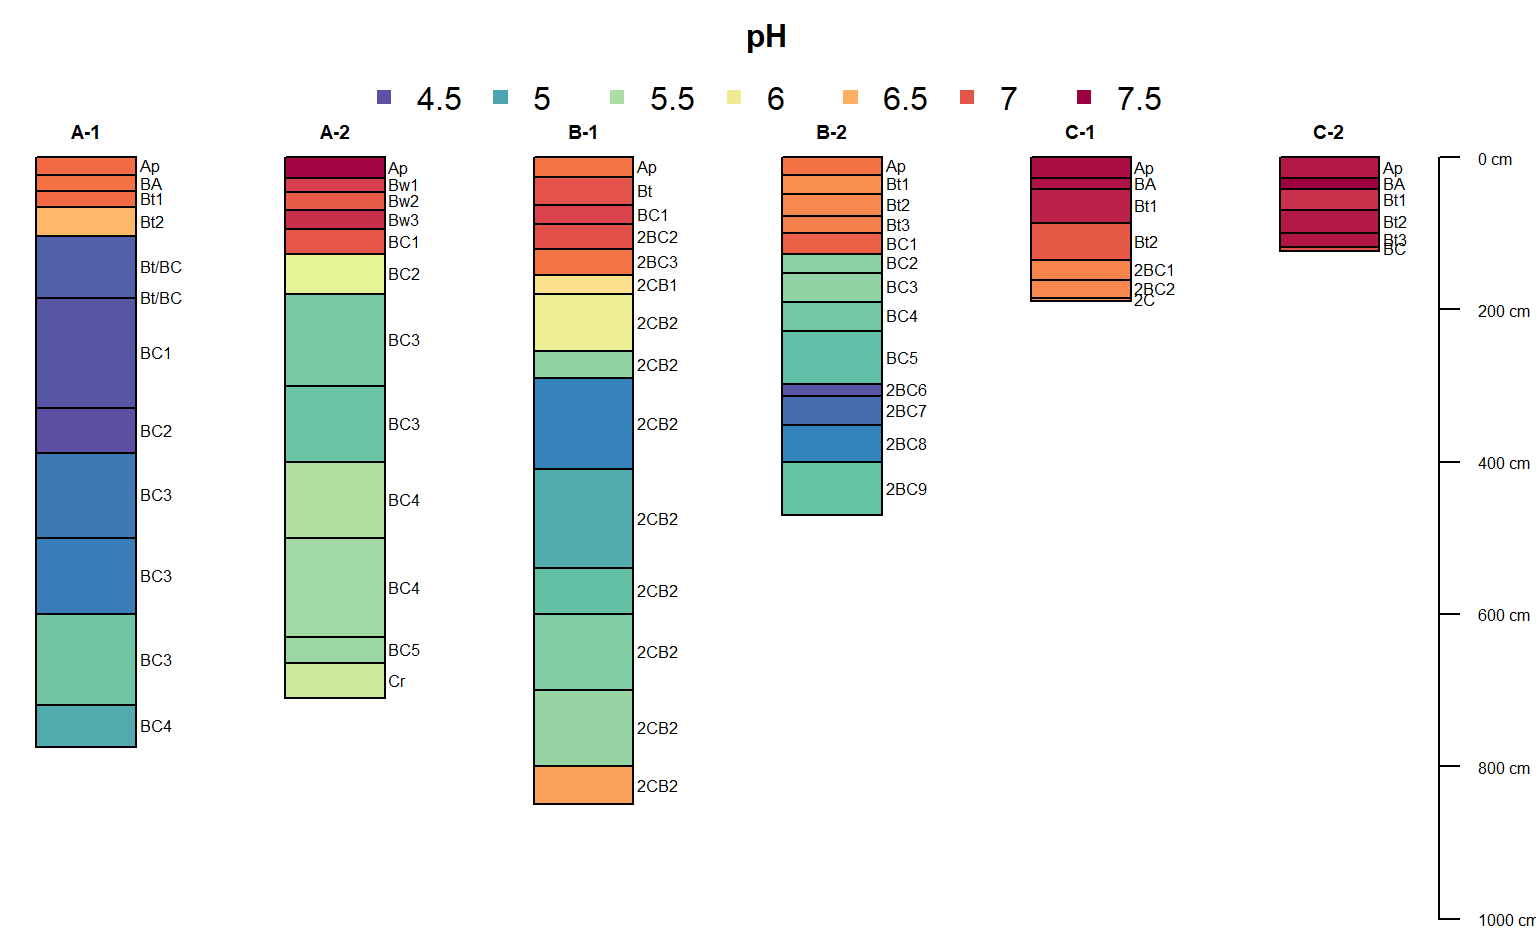 pH
4.5 5 5.5 6 6.5 7 7.5
A-1 A-2 B-1 B-2 C-1 C-2
Ap
BA
Bt1
Bt2
Bt/BC
Bt/BC
BC1
BC2
BC3
BC3
BC3
BC4
Ap
Bw1
Bw2
Bw3
BC1
BC2
BC3
BC3
BC4
BC4
BC5
Cr
Ap
Bt
BC1
2BC2
2BC3
2CB1
2CB2
2CB2
2CB2
2CB2
2CB2
2CB2
2CB2
2CB2
Ap
Bt1
Bt2
Bt3
BC1
BC2
BC3
BC4
BC5
2BC6
2BC7
2BC8
2BC9
Ap
BA
Bt1
Bt2
2BC1
2BC2
2C
Ap
BA
Bt1
Bt2
Bt3
BC
0 cm
200 cm
400 cm
600 cm
800 cm
1000 cm